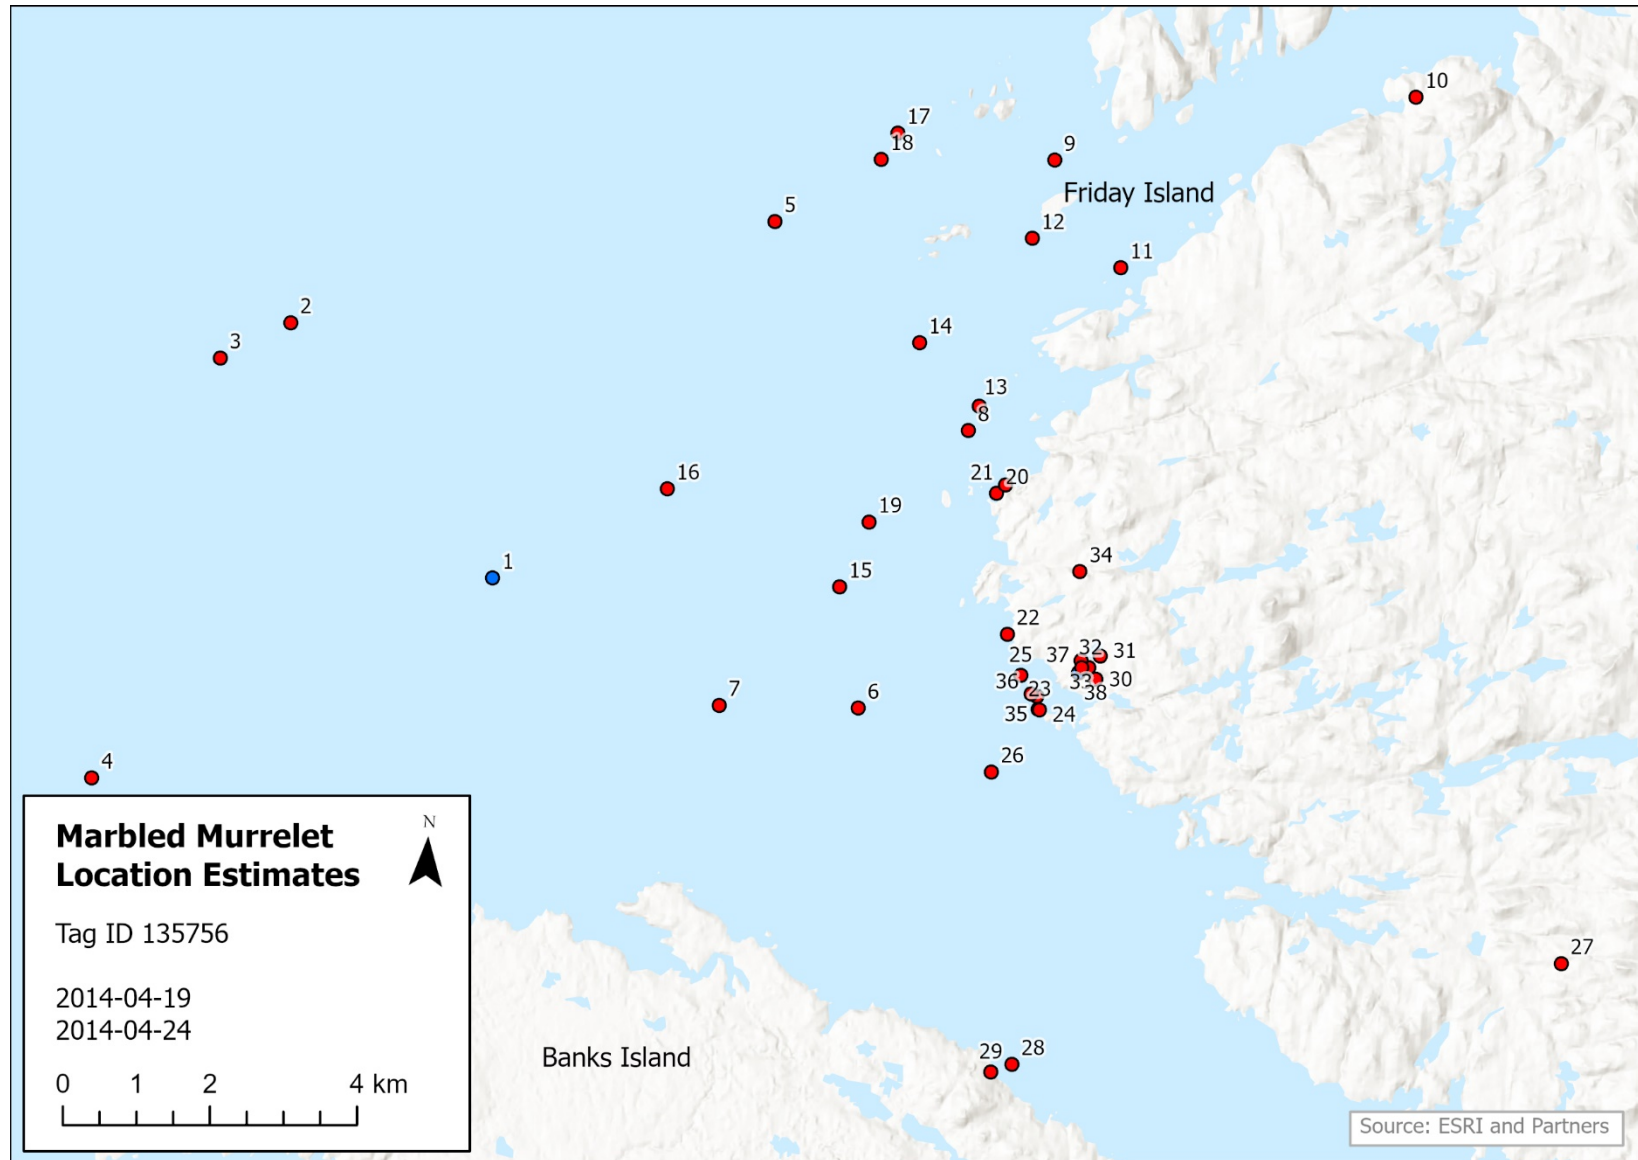 10
17
18
9
Friday Island
5
12
11
2
14
3
13
8
16
21 20
19
34
1
15
22
25 37 32 31
36 23 33 30
38
7
6
35 24
26
4
Marbled Murrelet
Location Estimates
N
Tag ID 135756
2014-04-19
2014-04-24
0 1 2 4 km
27
Banks Island
29 28
Source: ESRI and Partners